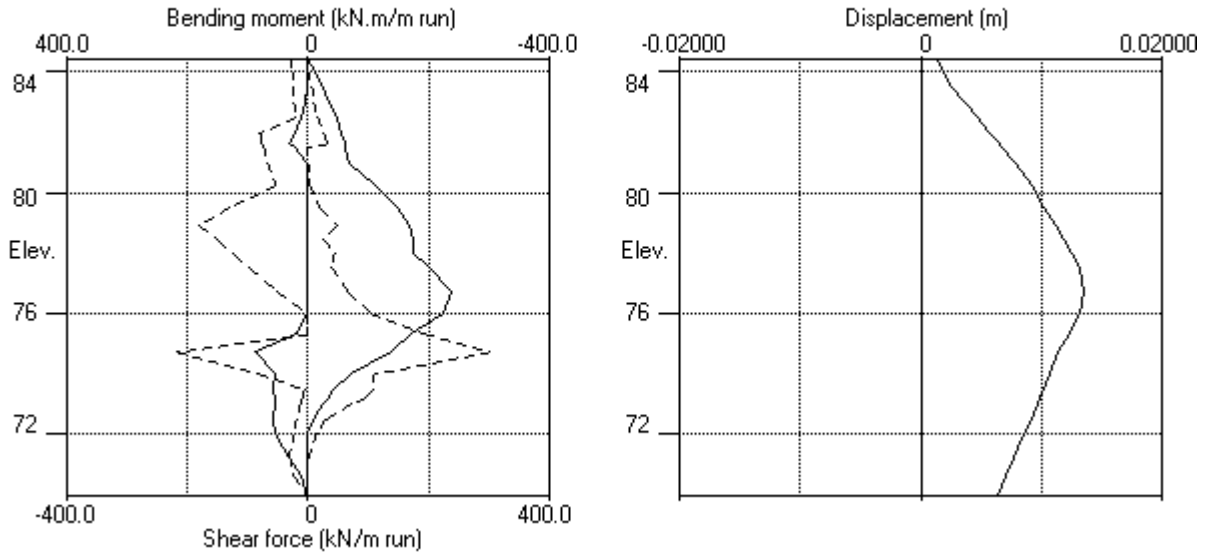 Bending moment (kN.m/m run)
400.0 0 -400.0
84
80
Elev.
76
72
-400.0 0 400.0
Shear force (kN/m run)
Displacement (m)
-0.02000 0 0.02000
84
80
Elev.
76
72